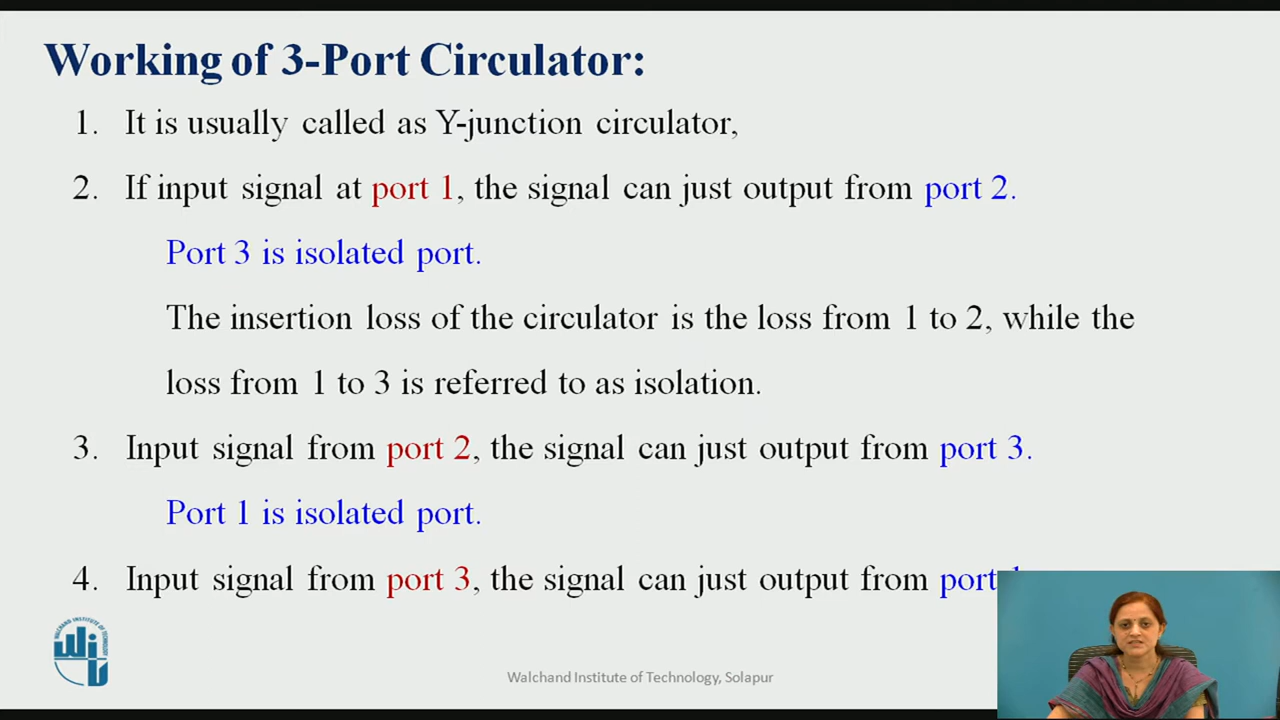 Working of 3-Port Circulator:
1. It is usually called as Y-junction circulator,
2. If input signal at port 1, the signal can just output from port 2.
Port 3 is isolated port.
The insertion loss of the circulator is the loss from 1 to 2, while the
loss from 1 to 3 is referred to as isolation.
3. Input signal from port 2, the signal can just output from port 3.
Port 1 is isolated port.
4. Input signal from port 3, the signal can just output from port
WALCHAND INSTITUTE OF TECHNOLOGY
WIT
Walchand Institute of Technology, Solapur